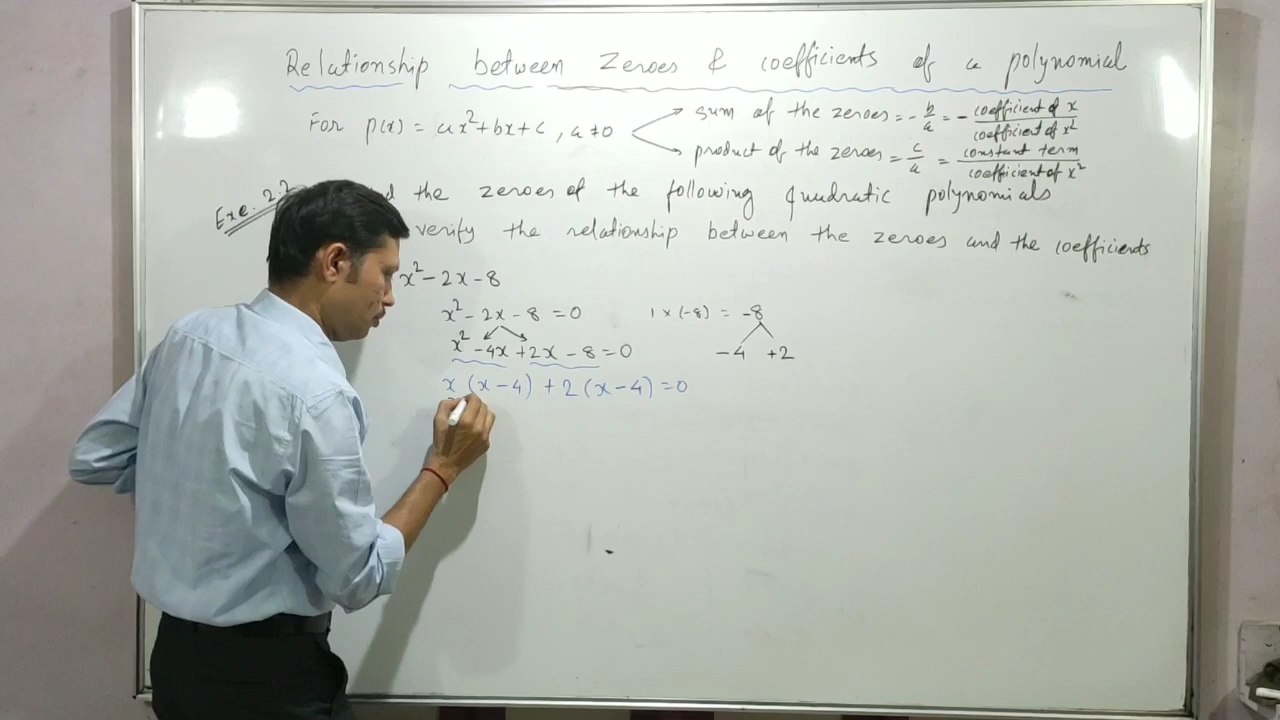 Relationship between Zeroes & coefficients of a polynomial
For p(x) = ax²+bx+c, a≠0
sum of the zeroes = -b/a = - coefficient of x / coefficient of x²
product of the zeroes = c/a = constant term / coefficient of x²
Exe. 2.2 the zeroes of the following quadratic polynomials
verify the relationship between the zeroes and the coefficients
x² - 2x - 8
x² - 2x - 8 = 0
1 x (-8) = -8
x² - 4x + 2x - 8 = 0
-4 +2
x (x-4) + 2 (x-4) = 0